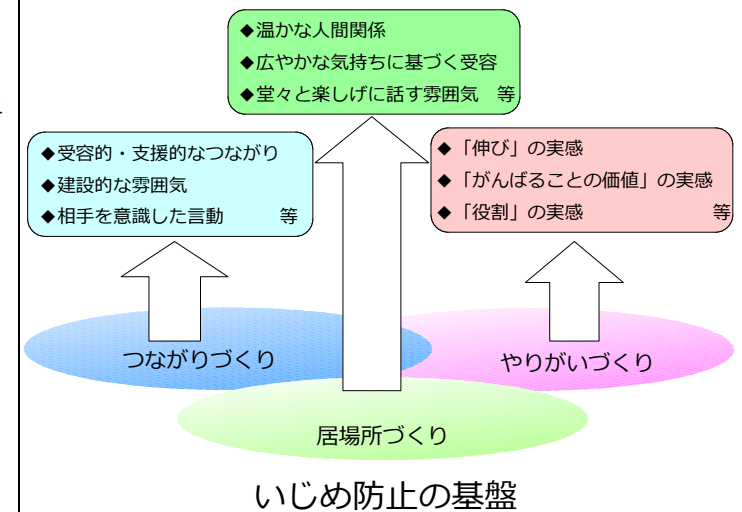 ◆温かな人間関係
◆広やかな気持ちに基づく受容
◆堂々と楽しげに話す雰囲気　等
◆受容的・支援的なつながり
◆建設的な雰囲気
◆相手を意識した言動　　　等
◆「伸び」の実感
◆「がんばることの価値」の実感
◆「役割」の実感　　　　　　等
つながりづくり
やりがいづくり
居場所づくり
いじめ防止の基盤